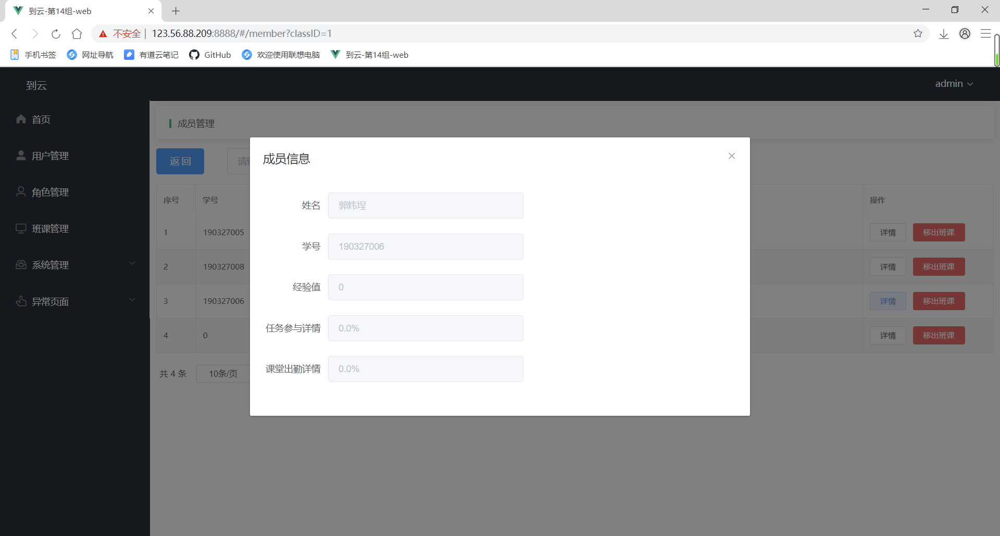 到云-第14组-web
不安全 | 123.56.88.209:8888/#/member?classID=1
手机书签 网址导航 有道云笔记 GitHub 欢迎使用联想电脑 到云-第14组-web
到云 admin
首页
用户管理
角色管理
班课管理
系统管理
异常页面
成员管理
返回 请
序号 学号 操作
1 190327005 详情 移出班课
2 190327008 详情 移出班课
3 190327006 详情 移出班课
4 0 详情 移出班课
共 4 条 10条/页
成员信息
姓名 郭炜埕
学号 190327006
经验值 0
任务参与详情 0.0%
课堂出勤详情 0.0%